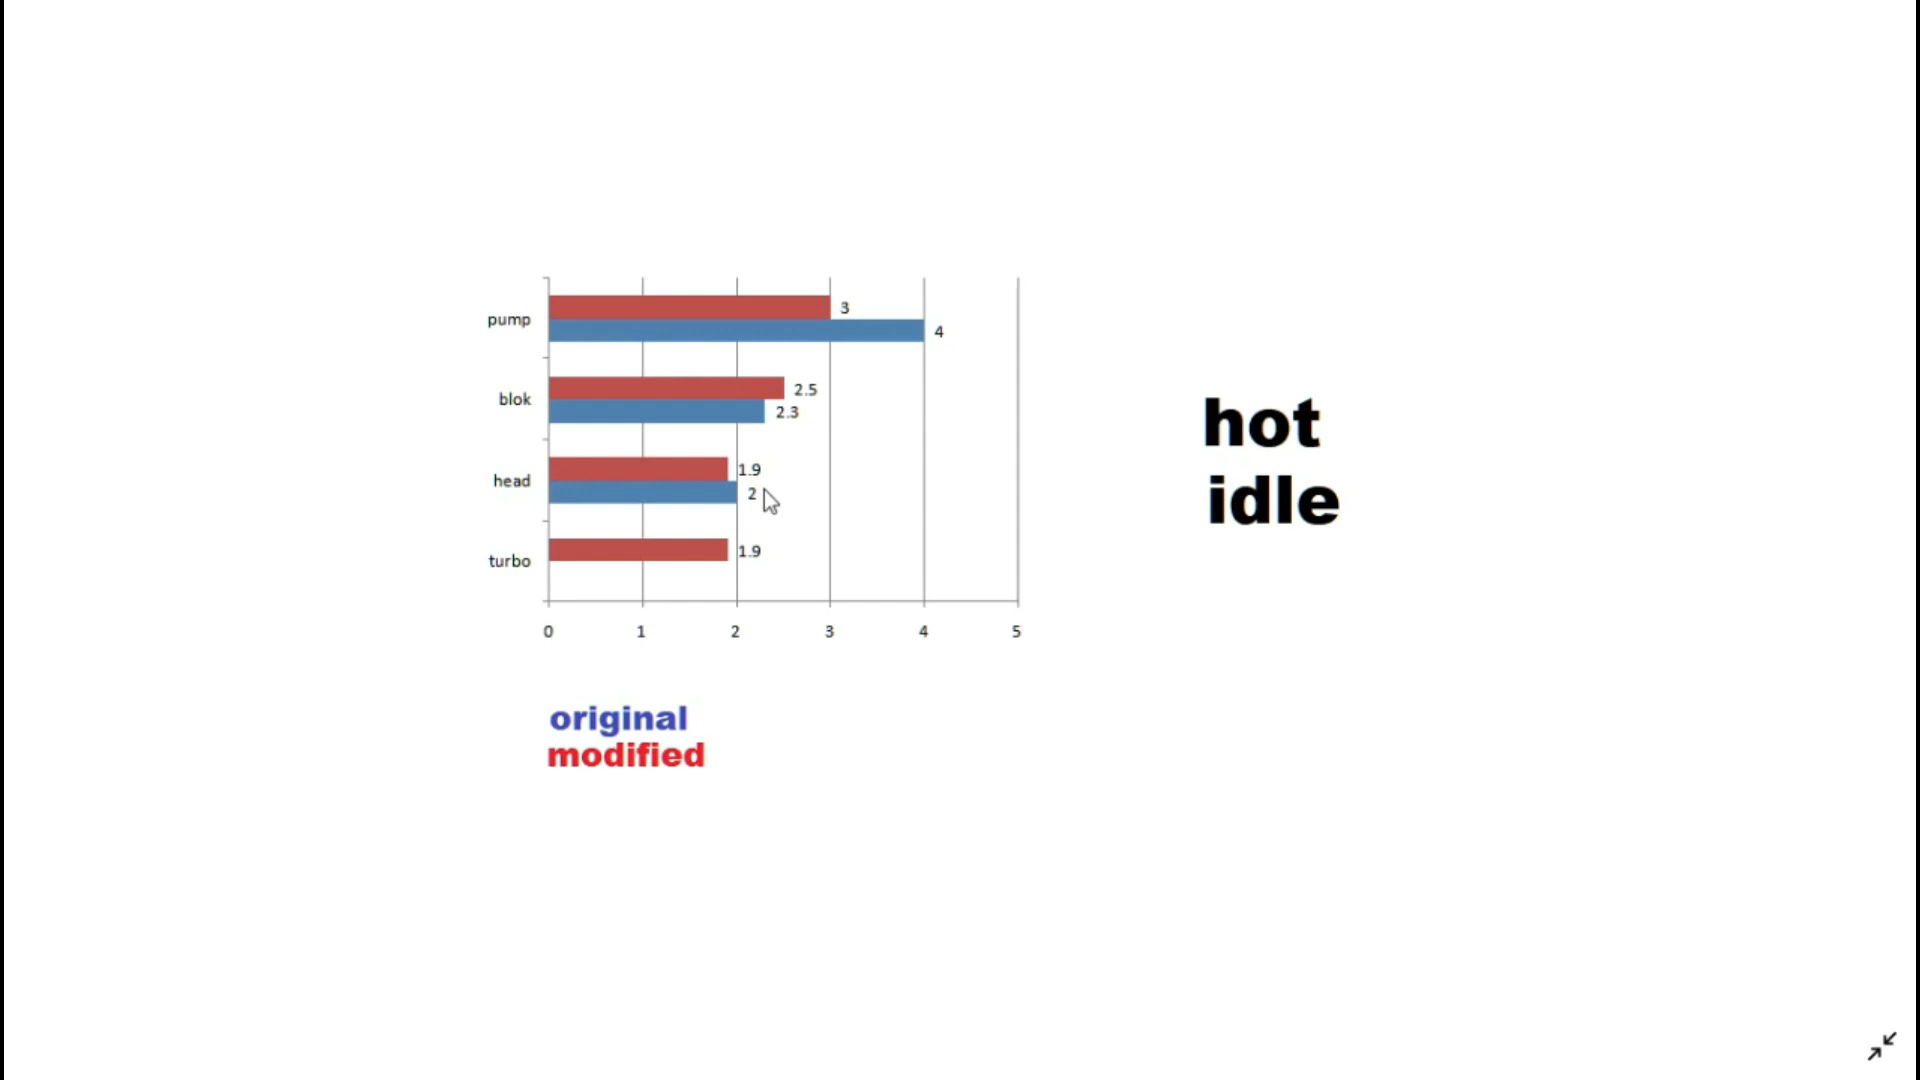 pump
3
4
blok
2.5
2.3
head
1.9
2
turbo
1.9
0 1 2 3 4 5
original
modified
hot
idle